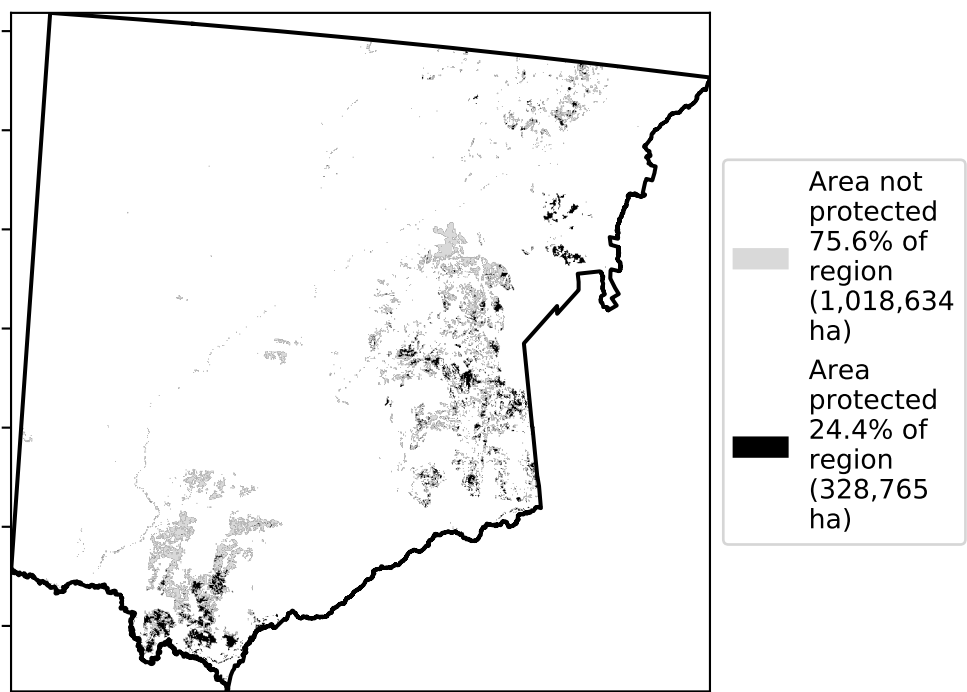 Area not
protected
75.6% of
region
(1,018,634
ha)
Area
protected
24.4% of
region
(328,765
ha)